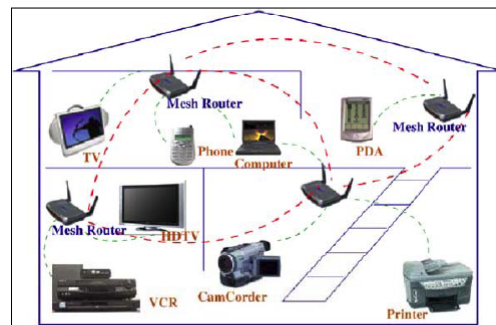 Mesh Router
TV
Phone
Computer
PDA
Mesh Router
Mesh Router
HDTV
VCR
CamCorder
Printer